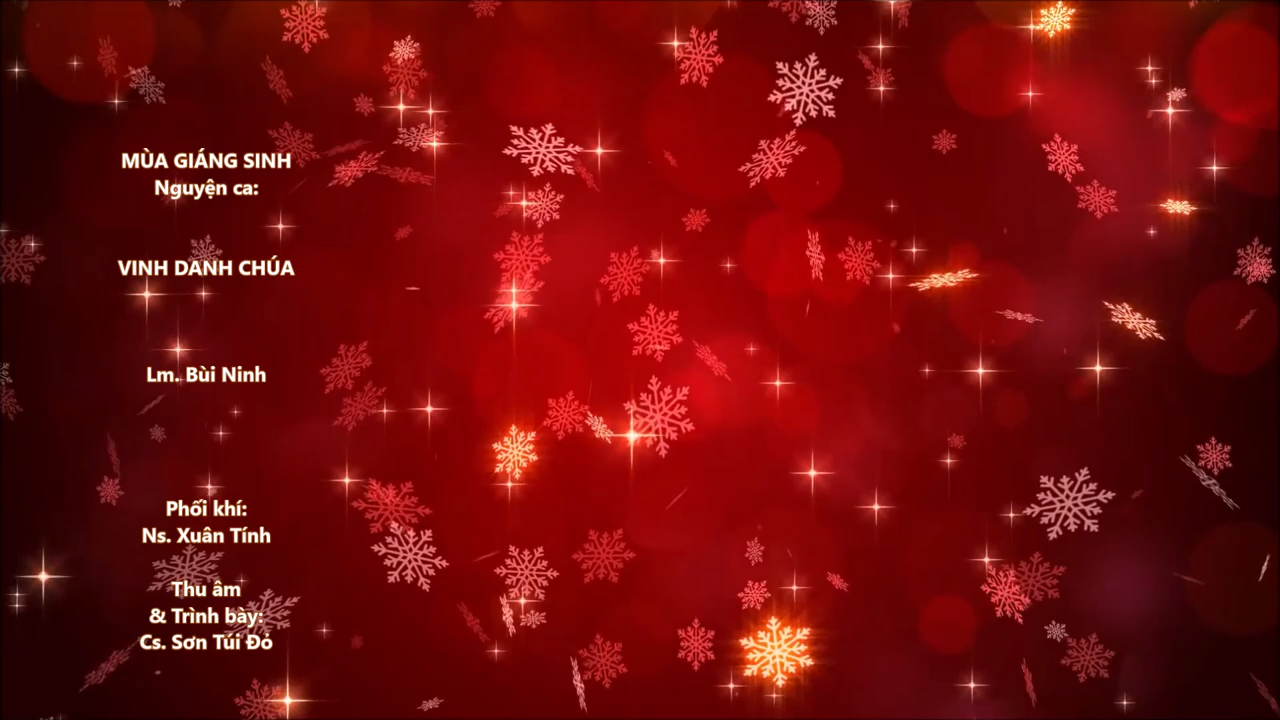 MÙA GIÁNG SINH
Nguyện ca:
VINH DANH CHÚA
Lm. Bùi Ninh
Phối khí:
Ns. Xuân Tính
Thu âm
& Trình bày:
Cs. Sơn Túi Đỏ